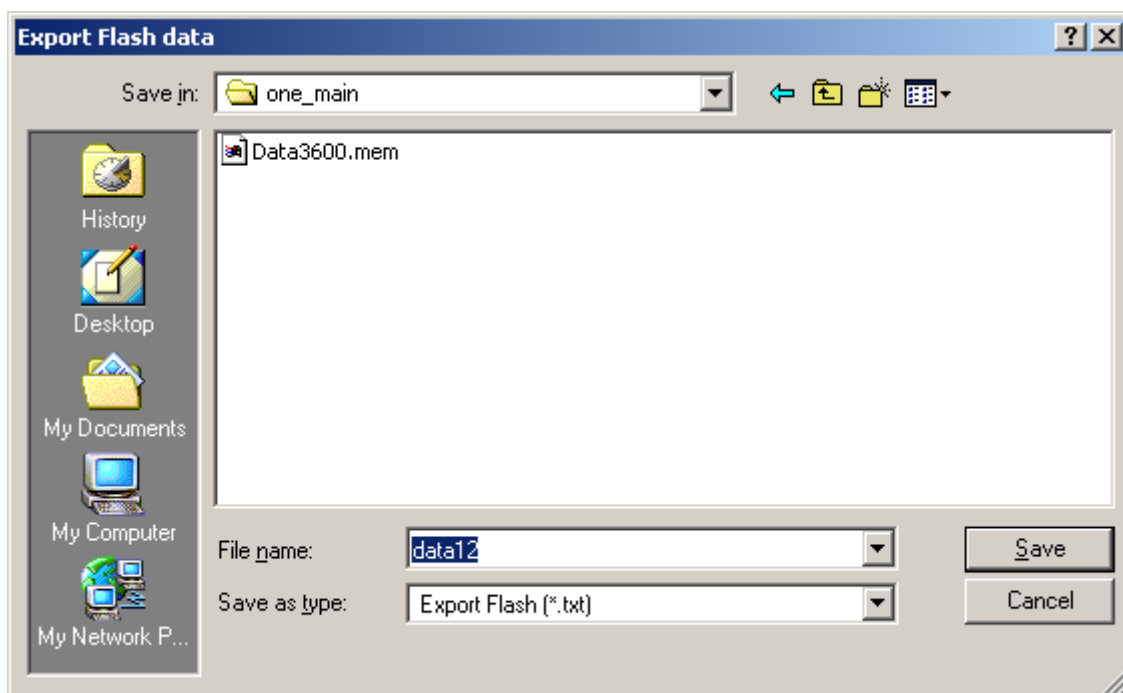 Export Flash data
Save in: one_main
Data3600.mem
History
Desktop
My Documents
My Computer
My Network P...
File name: data12 Save
Save as type: Export Flash (*.txt) Cancel